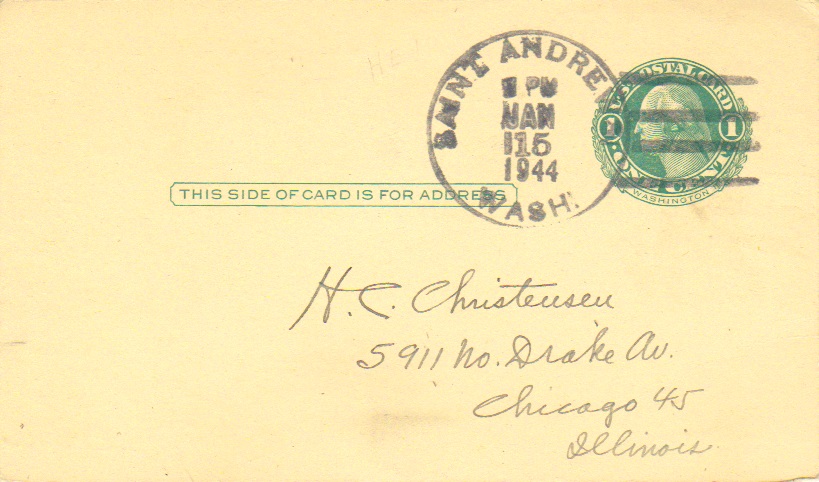 SAINT ANDREWS
1 PM
JAN
15
1944
WASH.
U.S. POSTAL CARD
1 1
ONE CENT
WASHINGTON
THIS SIDE OF CARD IS FOR ADDRESS
H. C. Christensen
5911 No. Drake Av.
Chicago 45
Illinois